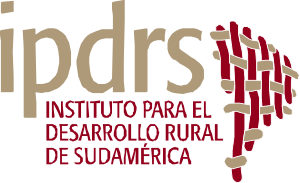 ipdrs
INSTITUTO PARA EL
DESARROLLO RURAL
DE SUDAMÉRICA